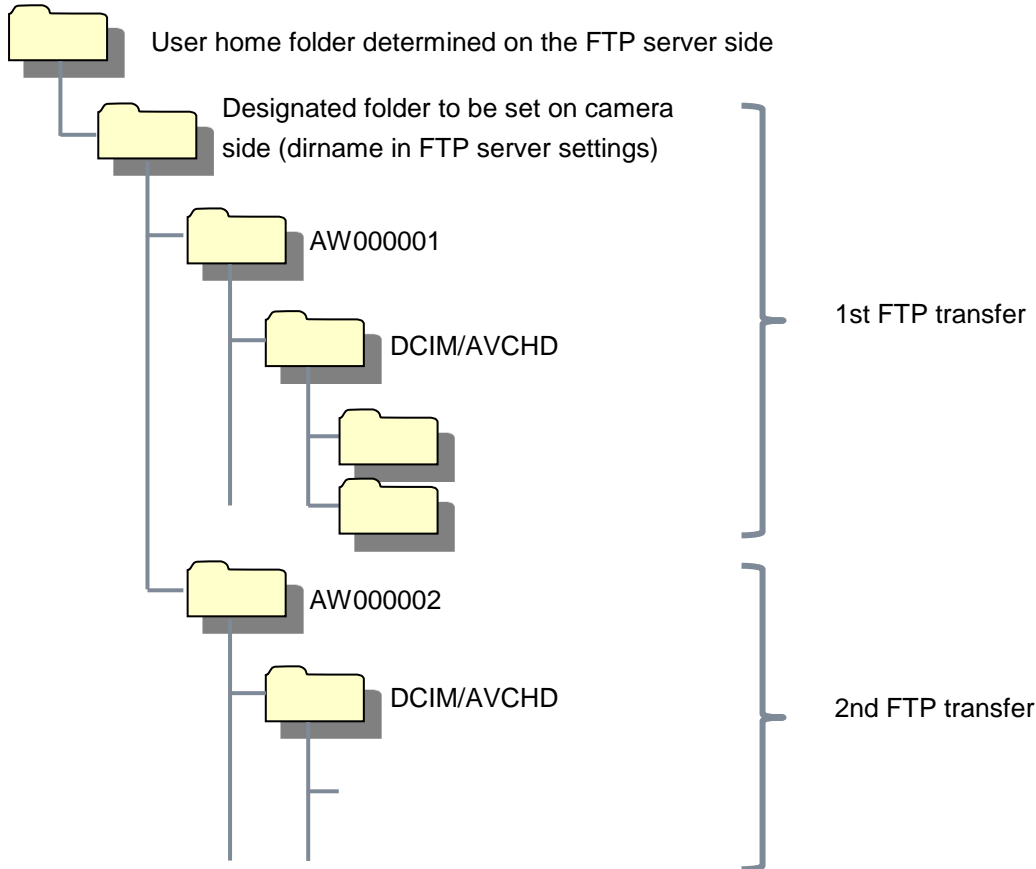 User home folder determined on the FTP server side
Designated folder to be set on camera
side (dirname in FTP server settings)
AW000001
1st FTP transfer
DCIM/AVCHD
AW000002
DCIM/AVCHD
2nd FTP transfer